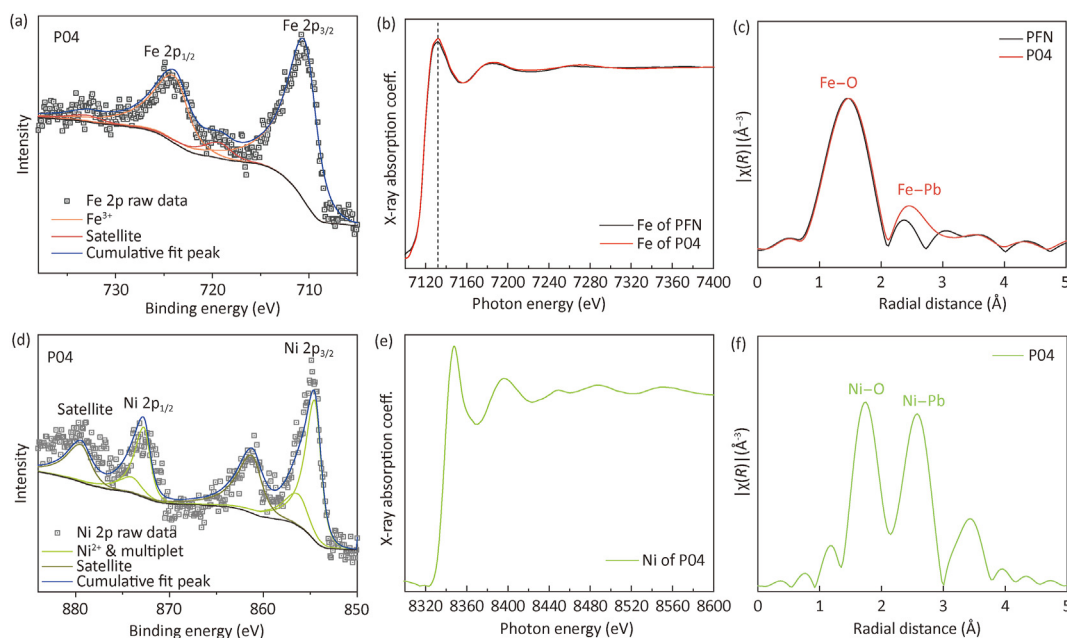 (a)
P04
Fe 2p3/2
Fe 2p1/2
Intensity
Fe 2p raw data
Fe3+
Satellite
Cumulative fit peak
730 720 710
Binding energy (eV)
(b)
X-ray absorption coeff.
Fe of PFN
Fe of P04
7120 7160 7200 7240 7280 7320 7360 7400
Photon energy (eV)
(c)
PFN
P04
Fe–O
Fe–Pb
|χ(R)| (Å−3)
0 1 2 3 4 5
Radial distance (Å)
(d)
P04
Ni 2p3/2
Satellite
Ni 2p1/2
Intensity
Ni 2p raw data
Ni2+ & multiplet
Satellite
Cumulative fit peak
880 870 860 850
Binding energy (eV)
(e)
X-ray absorption coeff.
Ni of P04
8320 8360 7200 8400 8440 8480 8520 8560 8600
Photon energy (eV)
(f)
P04
Ni–O
Ni–Pb
|χ(R)| (Å-3)
0 1 2 3 4 5
Radial distance (Å)